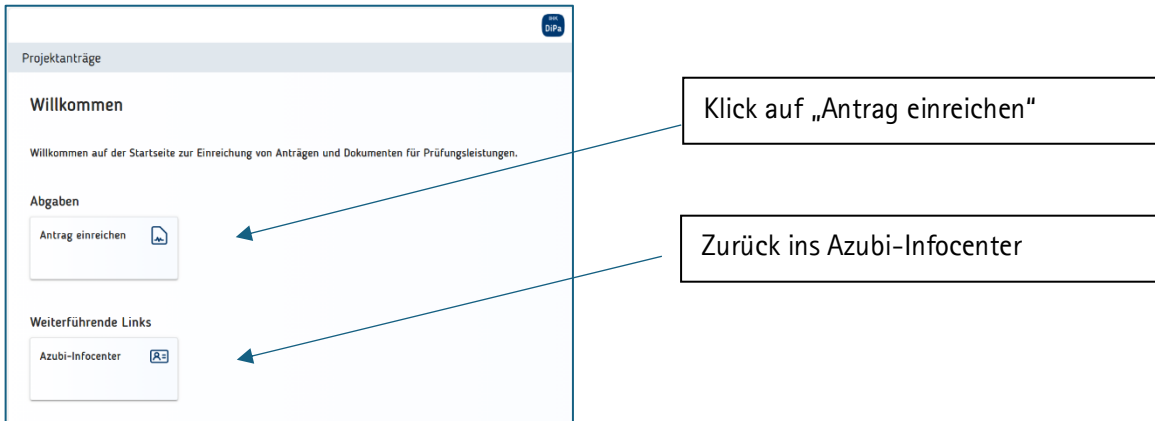 IHK
DiPa
Projektanträge
Willkommen
Willkommen auf der Startseite zur Einreichung von Anträgen und Dokumenten für Prüfungsleistungen.
Abgaben
Antrag einreichen
Weiterführende Links
Azubi-Infocenter
Klick auf „Antrag einreichen“
Zurück ins Azubi-Infocenter